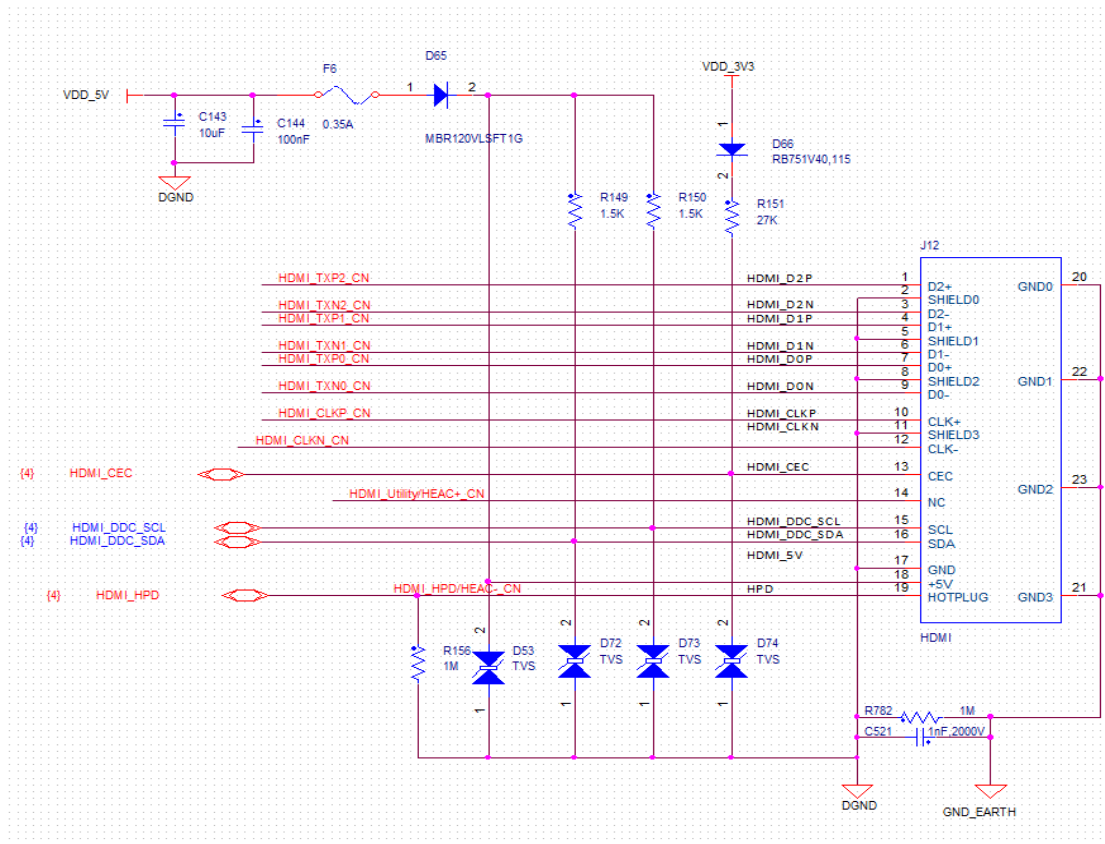 D65
F6
VDD_5V
1
2
C143
10uF
C144
100nF
0.35A
MBR120VLSFT1G
DGND
VDD_3V3
1
D66
RB751V40,115
2
R149
1.5K
R150
1.5K
R151
27K
J12
HDMI_TXP2_CN
HDMI_D2P
1
D2+
GND0
20
2
SHIELD0
HDMI_TXN2_CN
HDMI_D2N
3
D2-
HDMI_TXP1_CN
HDMI_D1P
4
D1+
5
SHIELD1
HDMI_TXN1_CN
HDMI_D1N
6
D1-
HDMI_TXP0_CN
HDMI_D0P
7
D0+
8
SHIELD2
GND1
22
HDMI_TXN0_CN
HDMI_D0N
9
D0-
HDMI_CLKP_CN
HDMI_CLKP
10
CLK+
HDMI_CLKN
11
SHIELD3
HDMI_CLKN_CN
12
CLK-
{4}
HDMI_CEC
HDMI_CEC
13
CEC
HDMI_Utility/HEAC+_CN
14
NC
GND2
23
{4}
HDMI_DDC_SCL
HDMI_DDC_SCL
15
SCL
{4}
HDMI_DDC_SDA
HDMI_DDC_SDA
16
SDA
HDMI_5V
17
GND
18
+5V
{4}
HDMI_HPD
HDMI_HPD/HEAC-_CN
HPD
19
HOTPLUG
GND3
21
HDMI
R156
1M
2
D53
TVS
1
2
D72
TVS
1
2
D73
TVS
1
2
D74
TVS
1
R782
1M
C521
1nF,2000V
DGND
GND_EARTH